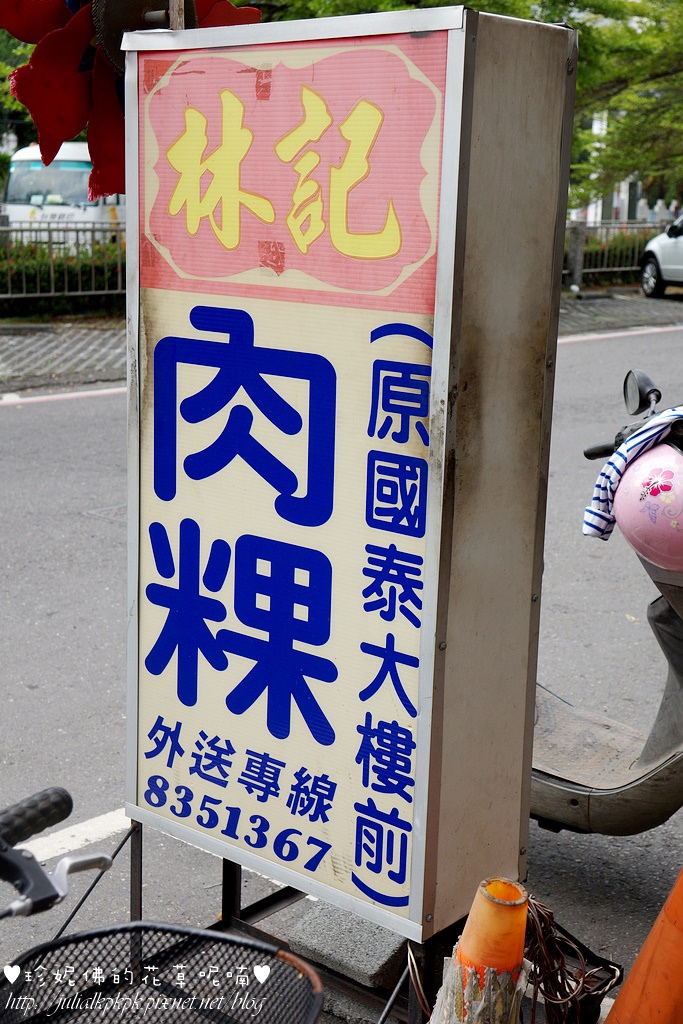 林記
肉粿
(原國泰大樓前)
外送專線
8351367
♥珍妮佛的花草呢喃♥
http://julialkpkpk.pixnet.net/blog